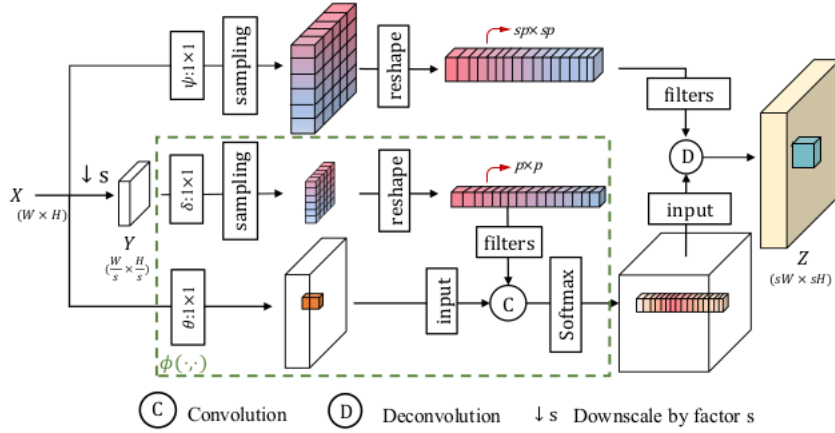 ψ:1×1
sampling
reshape
sp×sp
filters
D
X
(W × H)
↓ s
Y
(W/s × H/s)
δ:1×1
sampling
reshape
p×p
filters
input
Z
(sW × sH)
θ:1×1
input
C
Softmax
ϕ(·,·)
C Convolution D Deconvolution ↓ s Downscale by factor s